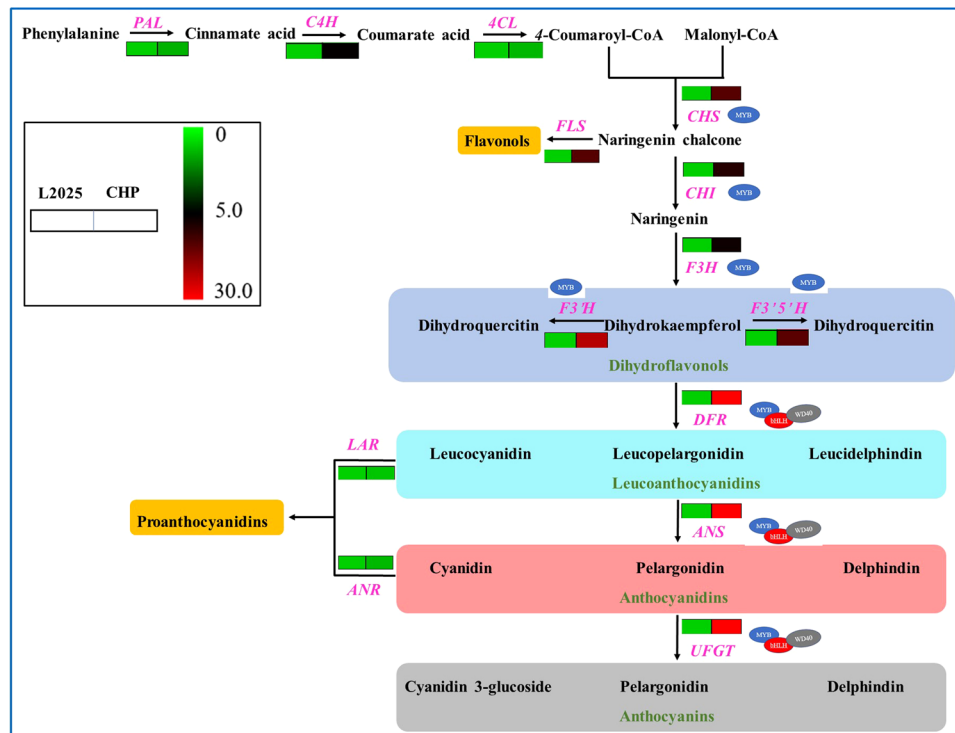 PAL C4H 4CL
Phenylalanine Cinnamate acid Coumarate acid 4-Coumaroyl-CoA Malonyl-CoA
CHS MYB
FLS
Flavonols Naringenin chalcone
0
L2025 CHP
5.0
30.0
CHI MYB
Naringenin
F3H MYB
MYB MYB
F3'H F3'5'H
Dihydroquercitin Dihydrokaempferol Dihydroquercitin
Dihydroflavonols
DFR MYB bHLH WD40
LAR
Leucocyanidin Leucopelargonidin Leucidelphindin
Leucoanthocyanidins
Proanthocyanidins
ANS MYB bHLH WD40
ANR
Cyanidin Pelargonidin Delphindin
Anthocyanidins
UFGT MYB bHLH WD40
Cyanidin 3-glucoside Pelargonidin Delphindin
Anthocyanins